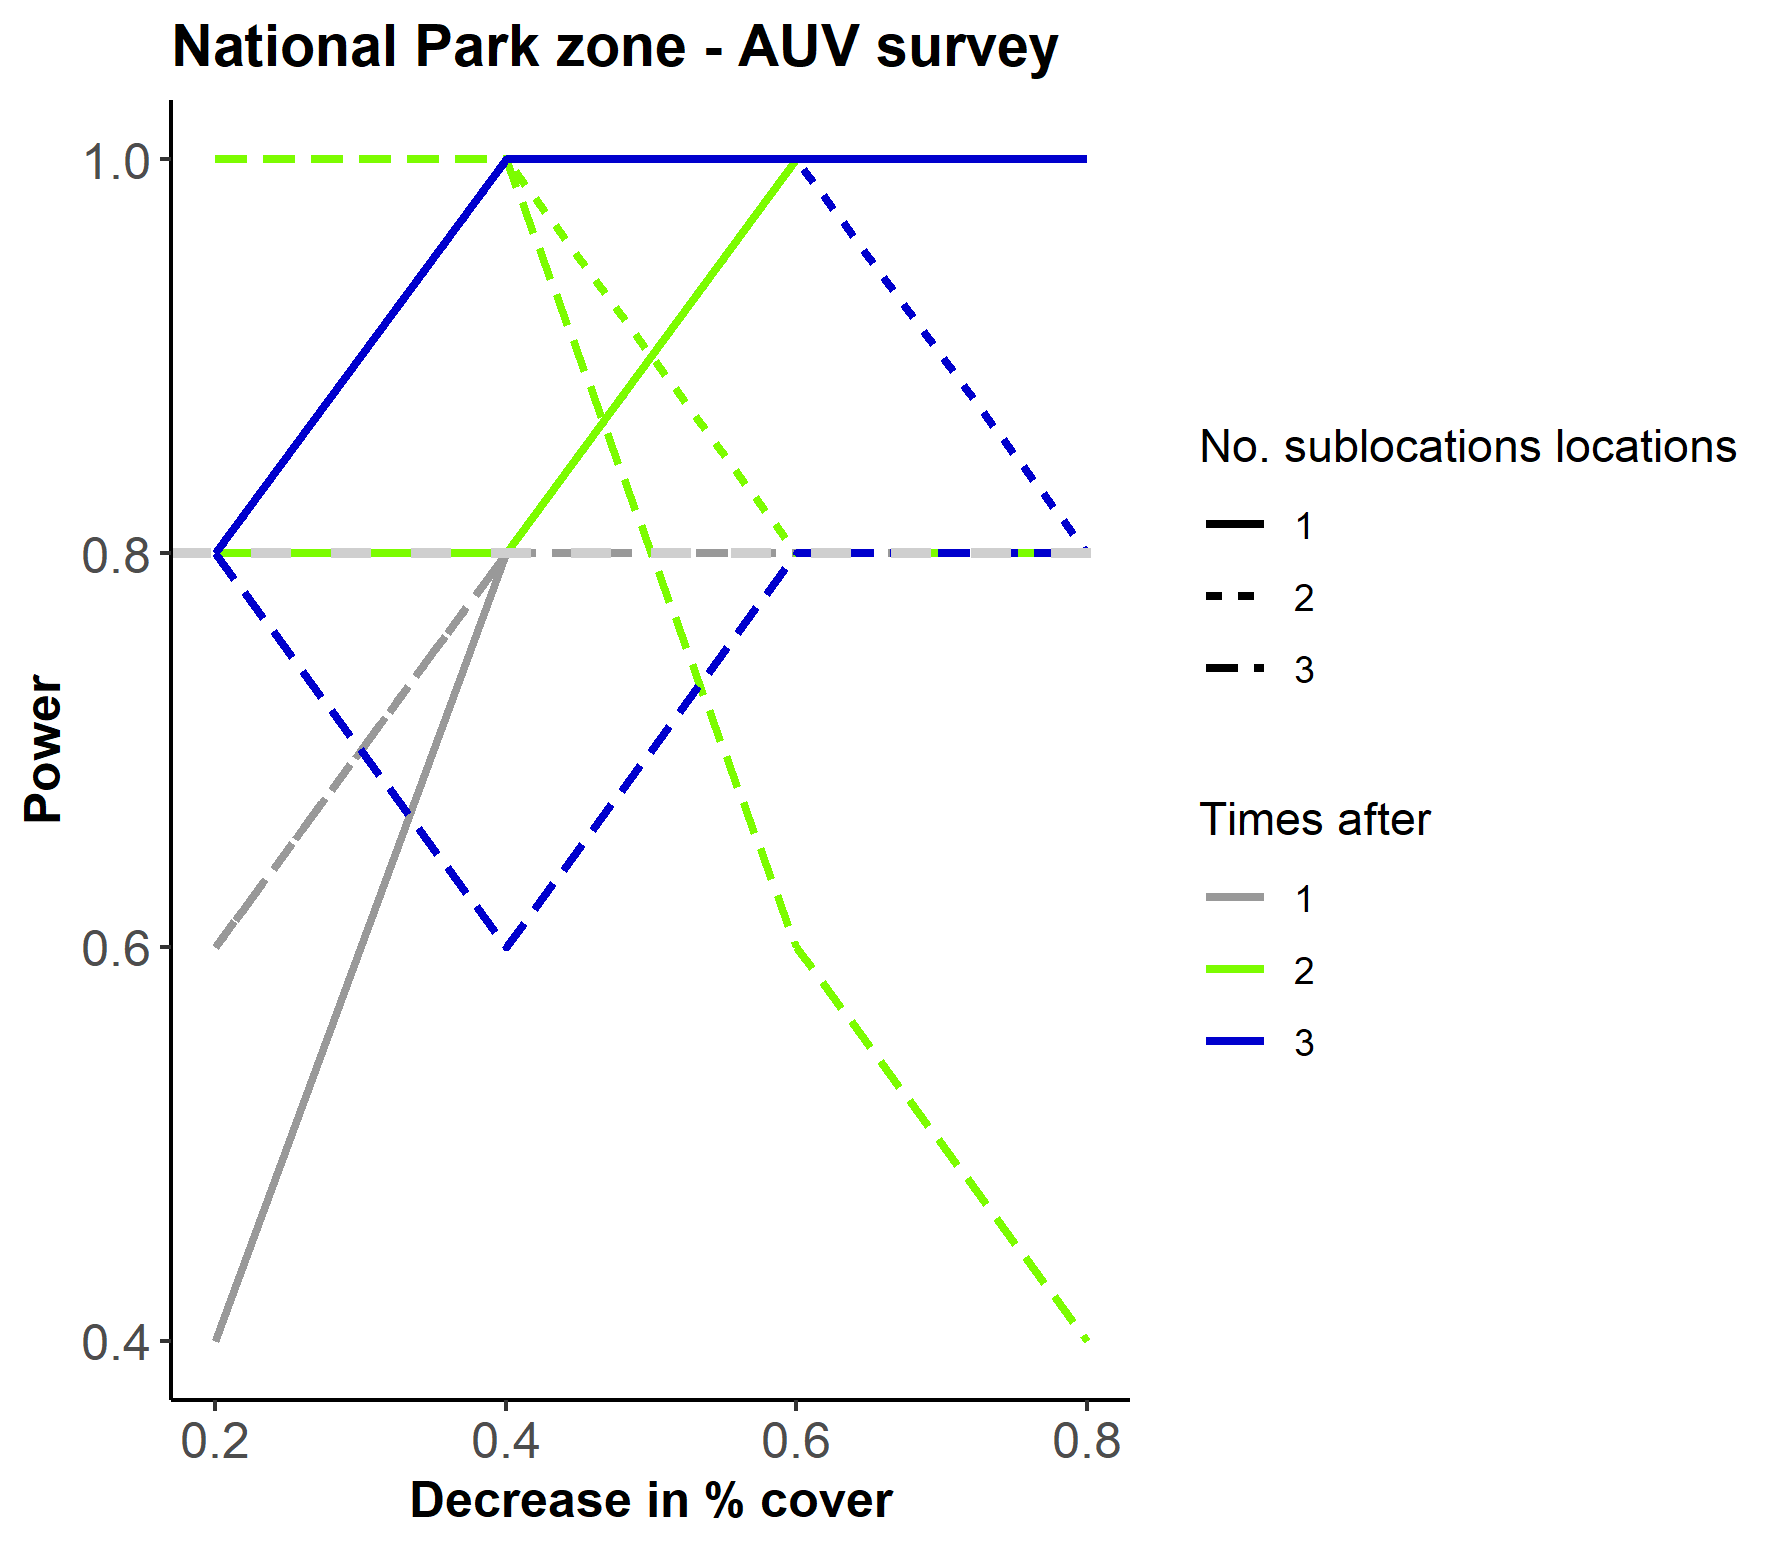 National Park zone - AUV survey
1.0
0.8
0.6
0.4
Power
0.2 0.4 0.6 0.8
Decrease in % cover
No. sublocations locations
1
2
3
Times after
1
2
3